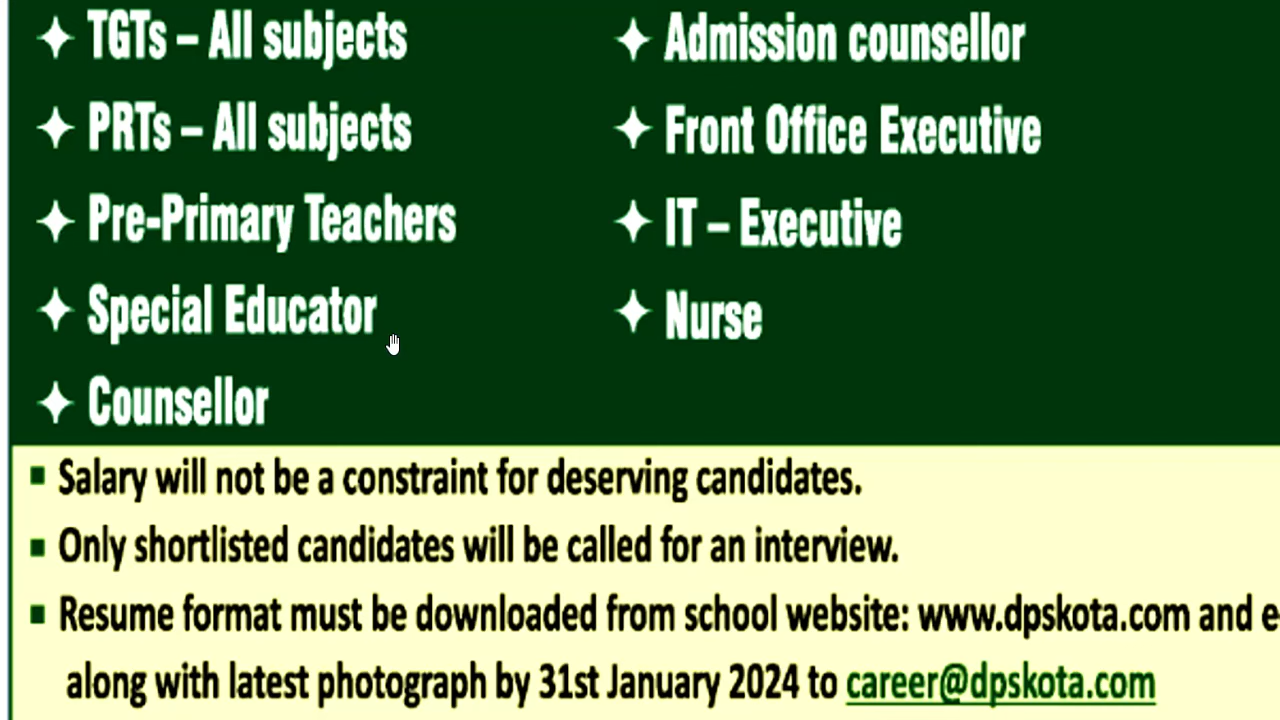 TGTs – All subjects
PRTs – All subjects
Pre-Primary Teachers
Special Educator
Counsellor
Admission counsellor
Front Office Executive
IT – Executive
Nurse
Salary will not be a constraint for deserving candidates.
Only shortlisted candidates will be called for an interview.
Resume format must be downloaded from school website: www.dpskota.com and
along with latest photograph by 31st January 2024 to career@dpskota.com